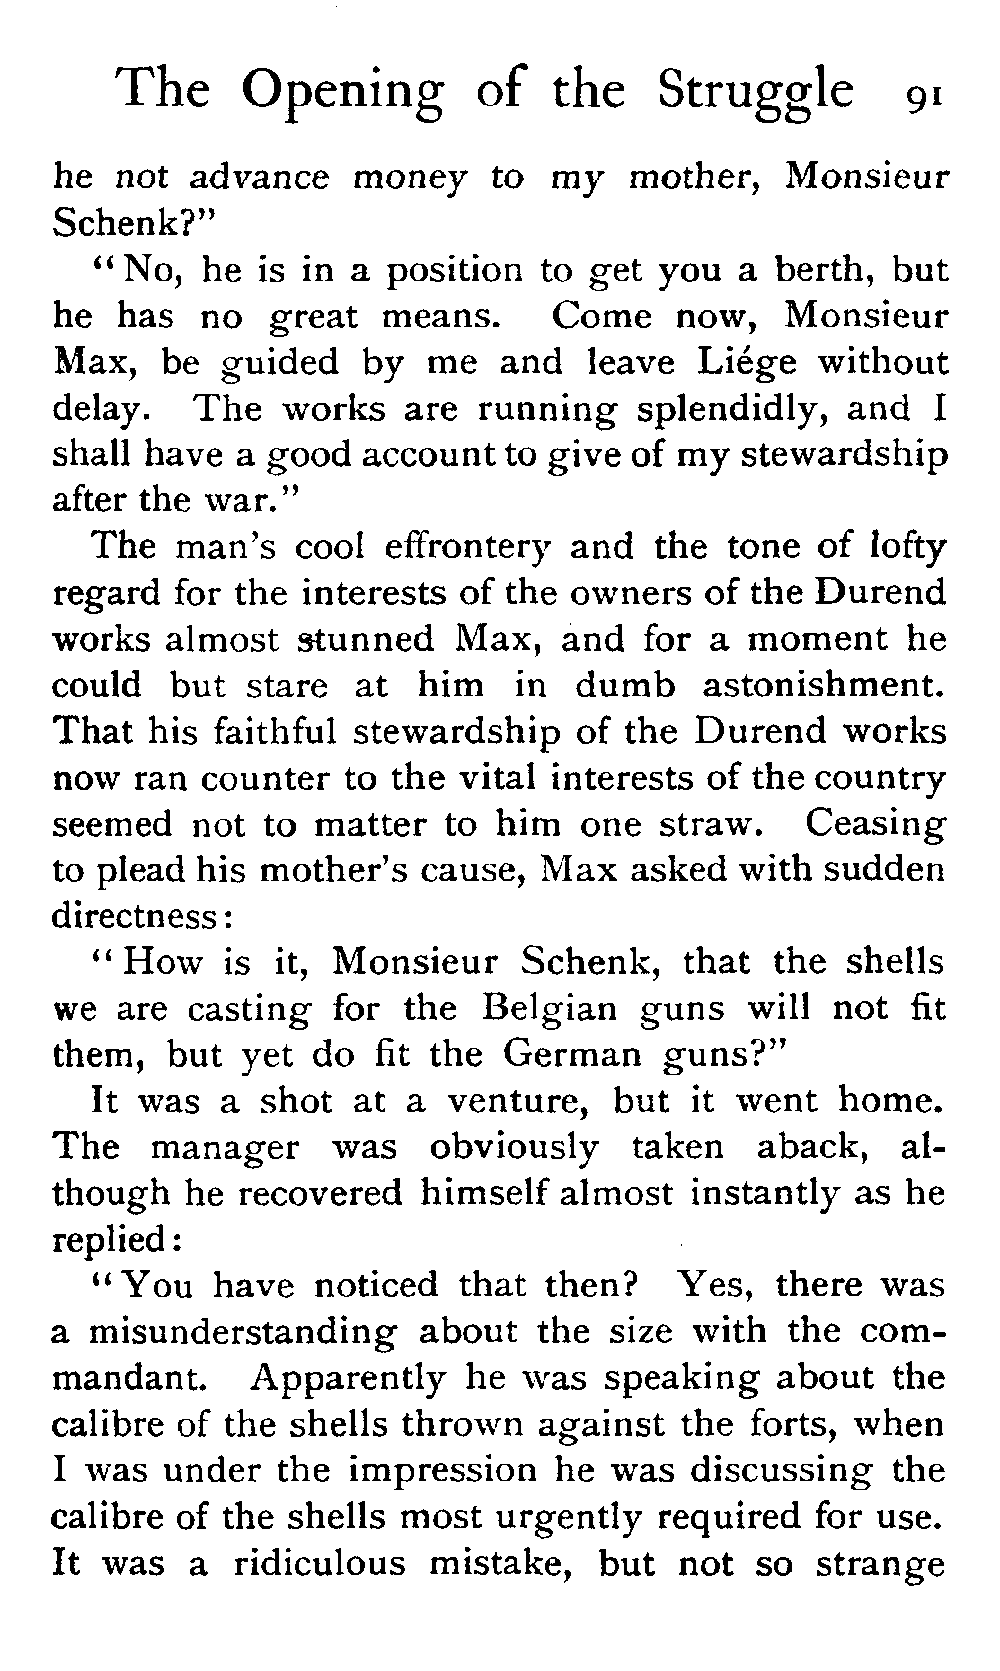 The Opening of the Struggle 91
he not advance money to my mother, Monsieur
Schenk?"
"No, he is in a position to get you a berth, but
he has no great means. Come now, Monsieur
Max, be guided by me and leave Liége without
delay. The works are running splendidly, and I
shall have a good account to give of my stewardship
after the war."
The man's cool effrontery and the tone of lofty
regard for the interests of the owners of the Durend
works almost stunned Max, and for a moment he
could but stare at him in dumb astonishment.
That his faithful stewardship of the Durend works
now ran counter to the vital interests of the country
seemed not to matter to him one straw. Ceasing
to plead his mother's cause, Max asked with sudden
directness:
"How is it, Monsieur Schenk, that the shells
we are casting for the Belgian guns will not fit
them, but yet do fit the German guns?"
It was a shot at a venture, but it went home.
The manager was obviously taken aback, al-
though he recovered himself almost instantly as he
replied:
"You have noticed that then? Yes, there was
a misunderstanding about the size with the com-
mandant. Apparently he was speaking about the
calibre of the shells thrown against the forts, when
I was under the impression he was discussing the
calibre of the shells most urgently required for use.
It was a ridiculous mistake, but not so strange